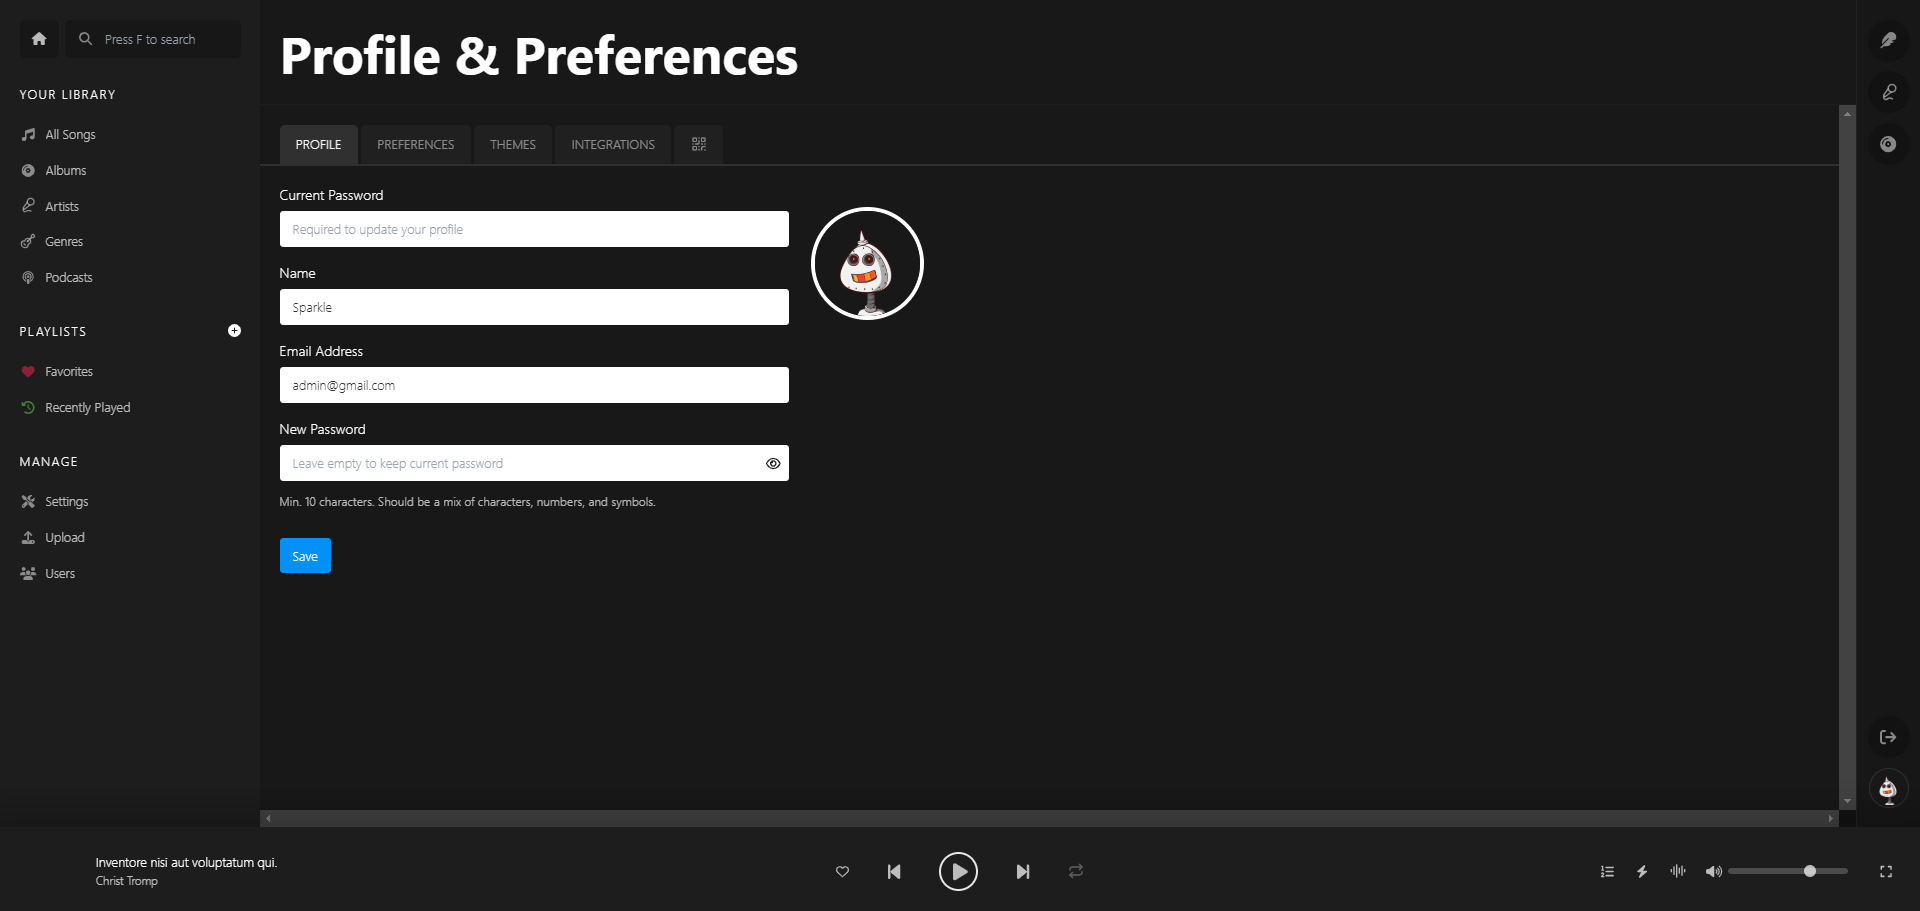 Press F to search
YOUR LIBRARY
All Songs
Albums
Artists
Genres
Podcasts
PLAYLISTS
Favorites
Recently Played
MANAGE
Settings
Upload
Users
Profile & Preferences
PROFILE PREFERENCES THEMES INTEGRATIONS
Current Password
Required to update your profile
Name
Sparkle
Email Address
admin@gmail.com
New Password
Leave empty to keep current password
Min. 10 characters. Should be a mix of characters, numbers, and symbols.
Save
Inventore nisi aut voluptatum qui.
Christ Tromp